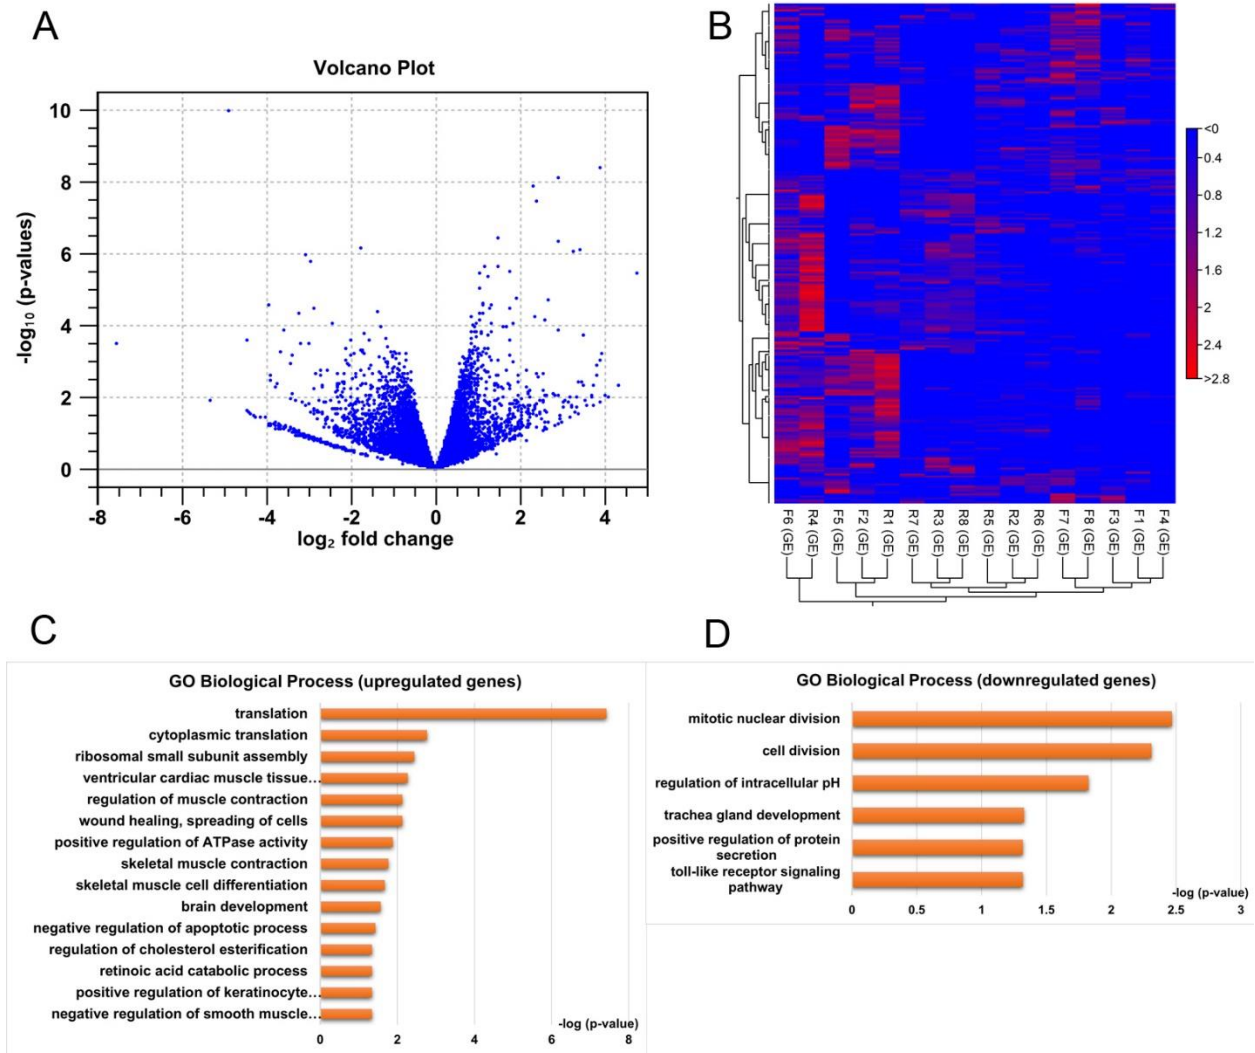 A
Volcano Plot
-log₁₀ (p-values)
10
8
6
4
2
0
-8
-6
-4
-2
0
2
4
log₂ fold change
B
<0
0.4
0.8
1.2
1.6
2
2.4
>2.8
F6 (GE)
R4 (GE)
F5 (GE)
F2 (GE)
R1 (GE)
R7 (GE)
R3 (GE)
R8 (GE)
R5 (GE)
R2 (GE)
R6 (GE)
F7 (GE)
F8 (GE)
F3 (GE)
F1 (GE)
F4 (GE)
C
GO Biological Process (upregulated genes)
translation
cytoplasmic translation
ribosomal small subunit assembly
ventricular cardiac muscle tissue…
regulation of muscle contraction
wound healing, spreading of cells
positive regulation of ATPase activity
skeletal muscle contraction
skeletal muscle cell differentiation
brain development
negative regulation of apoptotic process
regulation of cholesterol esterification
retinoic acid catabolic process
positive regulation of keratinocyte…
negative regulation of smooth muscle…
-log (p-value)
0
2
4
6
8
D
GO Biological Process (downregulated genes)
mitotic nuclear division
cell division
regulation of intracellular pH
trachea gland development
positive regulation of protein
secretion
toll-like receptor signaling
pathway
-log (p-value)
0
0.5
1
1.5
2
2.5
3